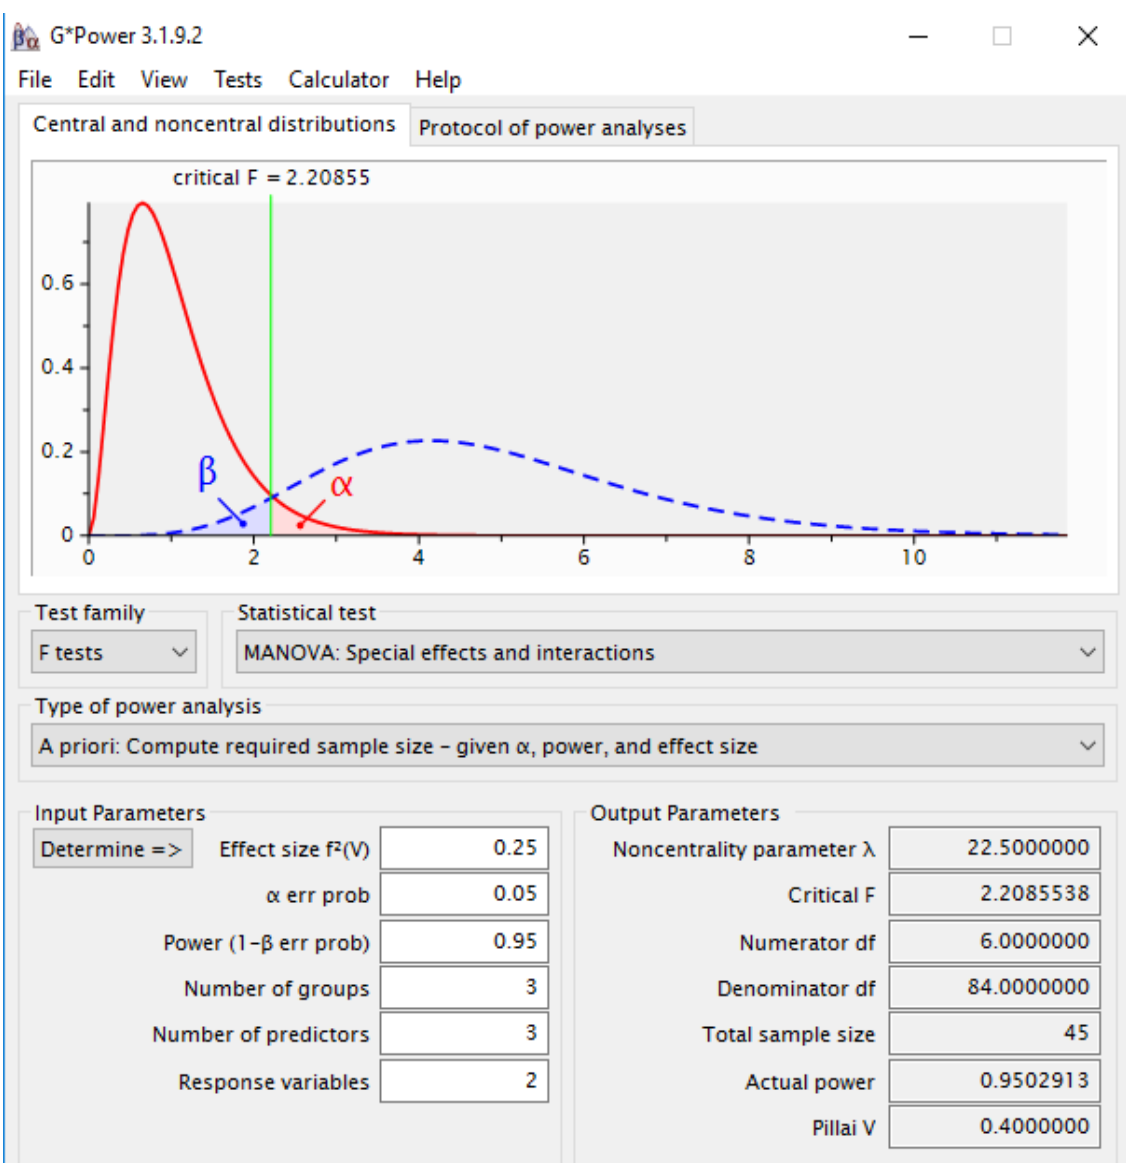 G*Power 3.1.9.2
File Edit View Tests Calculator Help
Central and noncentral distributions Protocol of power analyses
critical F = 2.20855
0.6
0.4
0.2
0
β
α
0 2 4 6 8 10
Test family Statistical test
F tests MANOVA: Special effects and interactions
Type of power analysis
A priori: Compute required sample size – given α, power, and effect size
Input Parameters Output Parameters
Determine => Effect size f²(V) 0.25 Noncentrality parameter λ 22.5000000
α err prob 0.05 Critical F 2.2085538
Power (1–β err prob) 0.95 Numerator df 6.0000000
Number of groups 3 Denominator df 84.0000000
Number of predictors 3 Total sample size 45
Response variables 2 Actual power 0.9502913
Pillai V 0.4000000